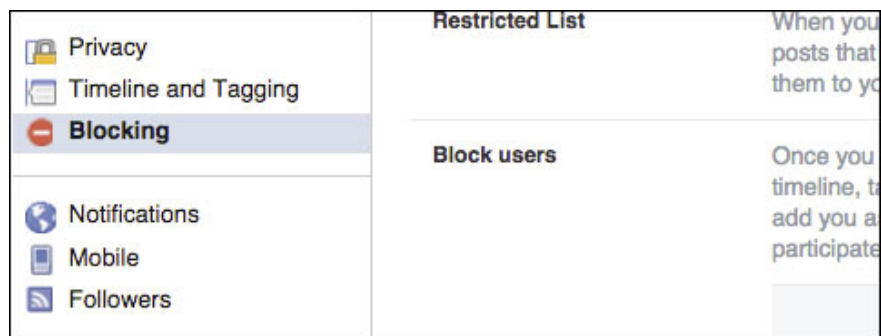 Privacy
Timeline and Tagging
Blocking
Notifications
Mobile
Followers
Restricted List
When you
posts that
them to yo
Block users
Once you
timeline, ta
add you a
participate